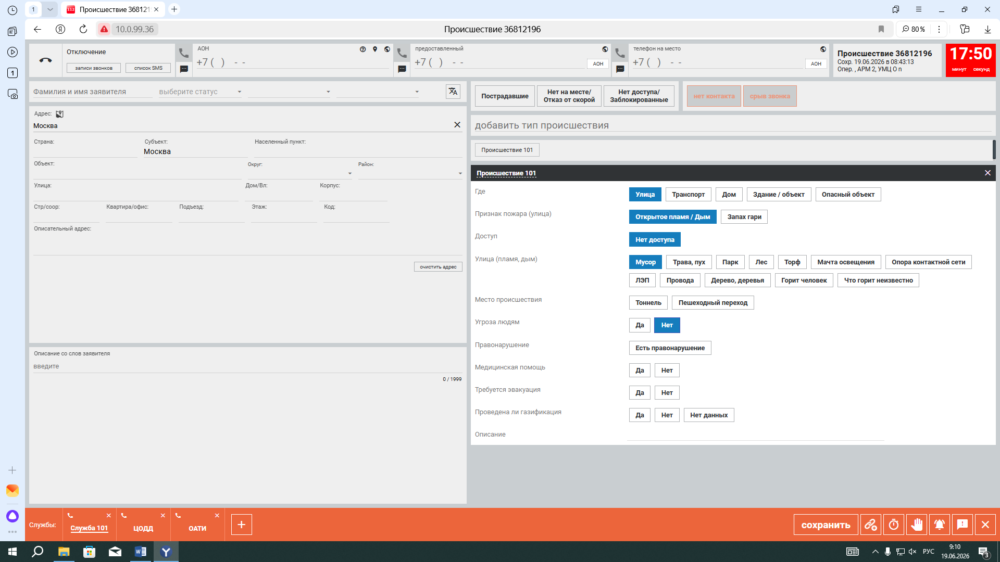 1
Происшествие 36812196
10.0.99.36
Происшествие 36812196
80 %
Отключение
записи звонков
список SMS
АОН
+7 ( ) - -
предоставленный
+7 ( ) - -
АОН
телефон на место
+7 ( ) - -
АОН
Происшествие 36812196
Сохр. 19.06.2026 в 08:43:13
Опер. , АРМ 2, УМЦ О п
17:50
минут секунд
Фамилия и имя заявителя
выберите статус
Пострадавшие
Нет на месте/
Отказ от скорой
Нет доступа/
Заблокированные
нет контакта
срыв звонка
Адрес:
Москва
Страна:
Субъект:
Москва
Населенный пункт:
Объект:
Округ:
Район:
Улица:
Дом/Вл:
Корпус:
Стр/соор:
Квартира/офис:
Подъезд:
Этаж:
Код:
Описательный адрес:
очистить адрес
Описание со слов заявителя
введите
0 / 1999
добавить тип происшествия
Происшествие 101
Происшествие 101
Где
Улица
Транспорт
Дом
Здание / объект
Опасный объект
Признак пожара (улица)
Открытое пламя / Дым
Запах гари
Доступ
Нет доступа
Улица (пламя, дым)
Мусор
Трава, пух
Парк
Лес
Торф
Мачта освещения
Опора контактной сети
ЛЭП
Провода
Дерево, деревья
Горит человек
Что горит неизвестно
Место происшествия
Тоннель
Пешеходный переход
Угроза людям
Да
Нет
Правонарушение
Есть правонарушение
Медицинская помощь
Да
Нет
Требуется эвакуация
Да
Нет
Проведена ли газификация
Да
Нет
Нет данных
Описание
Службы:
Служба 101
ЦОДД
ОАТИ
сохранить
РУС
9:10
19.06.2026
3